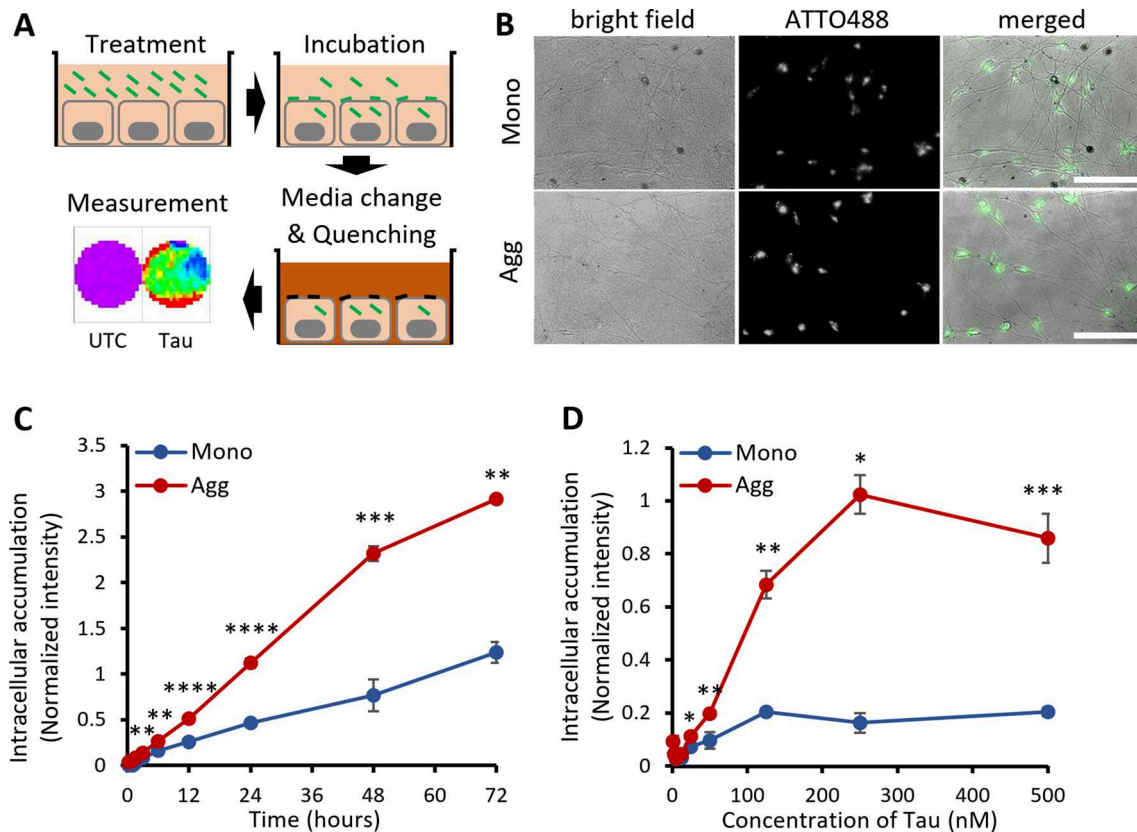 A
Treatment
Incubation
Measurement
Media change
& Quenching
UTC
Tau
B
bright field
ATTO488
merged
Mono
Agg
C
Intracellular accumulation
(Normalized intensity)
3.5
3
2.5
2
1.5
1
0.5
0
Mono
Agg
**
**
****
****
***
**
0
12
24
36
48
60
72
Time (hours)
D
Intracellular accumulation
(Normalized intensity)
1.2
1
0.8
0.6
0.4
0.2
0
Mono
Agg
*
**
**
*
***
0
100
200
300
400
500
Concentration of Tau (nM)